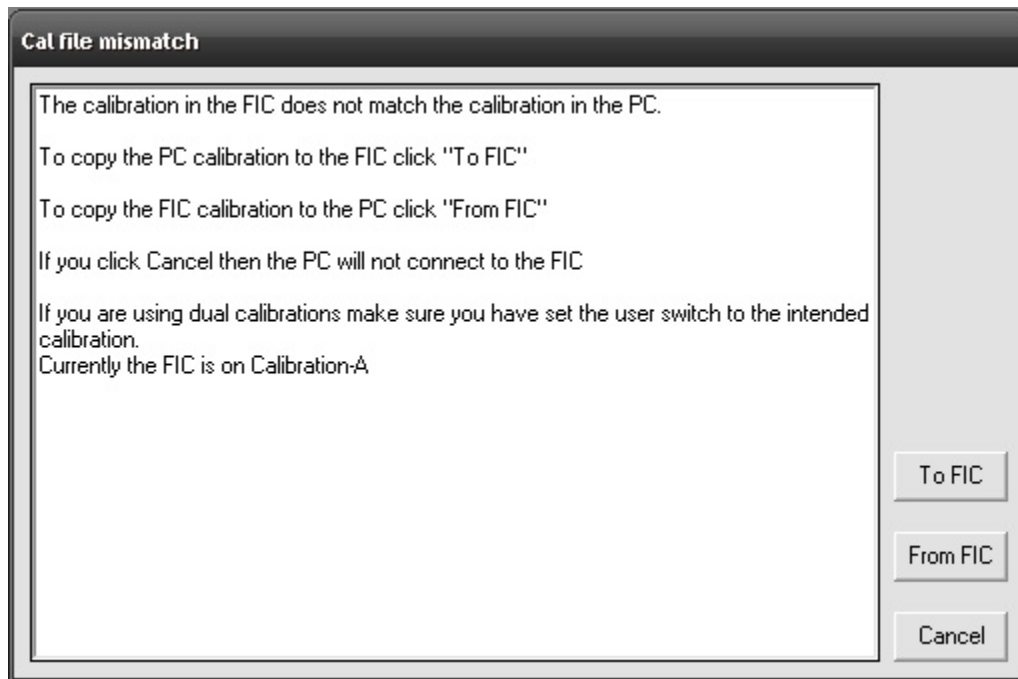 Cal file mismatch
The calibration in the FIC does not match the calibration in the PC.
To copy the PC calibration to the FIC click "To FIC"
To copy the FIC calibration to the PC click "From FIC"
If you click Cancel then the PC will not connect to the FIC
If you are using dual calibrations make sure you have set the user switch to the intended
calibration.
Currently the FIC is on Calibration-A
To FIC
From FIC
Cancel